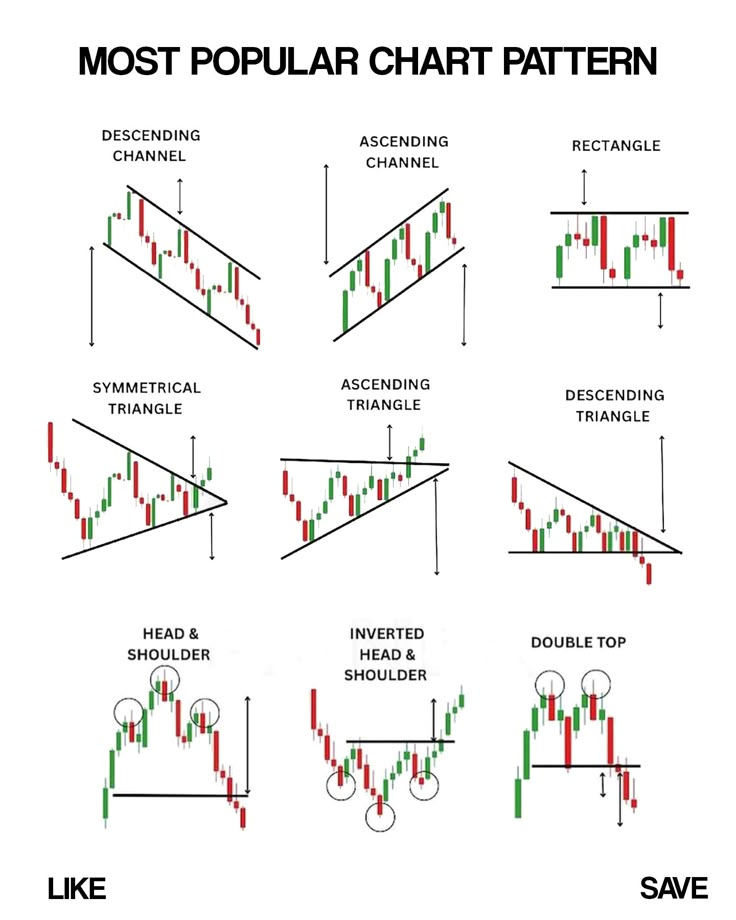 MOST POPULAR CHART PATTERN
DESCENDING
CHANNEL
ASCENDING
CHANNEL
RECTANGLE
SYMMETRICAL
TRIANGLE
ASCENDING
TRIANGLE
DESCENDING
TRIANGLE
HEAD &
SHOULDER
INVERTED
HEAD &
SHOULDER
DOUBLE TOP
LIKE
SAVE